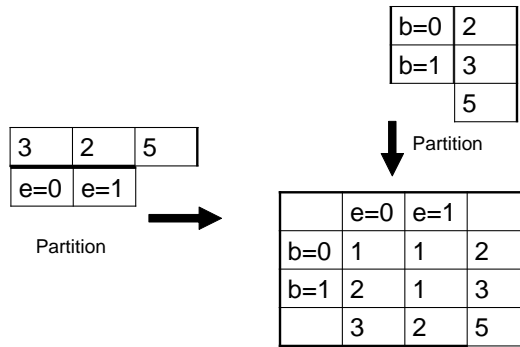 b=0 2
b=1 3
5
Partition
3 2 5
e=0 e=1
Partition
e=0 e=1
b=0 1 1 2
b=1 2 1 3
3 2 5